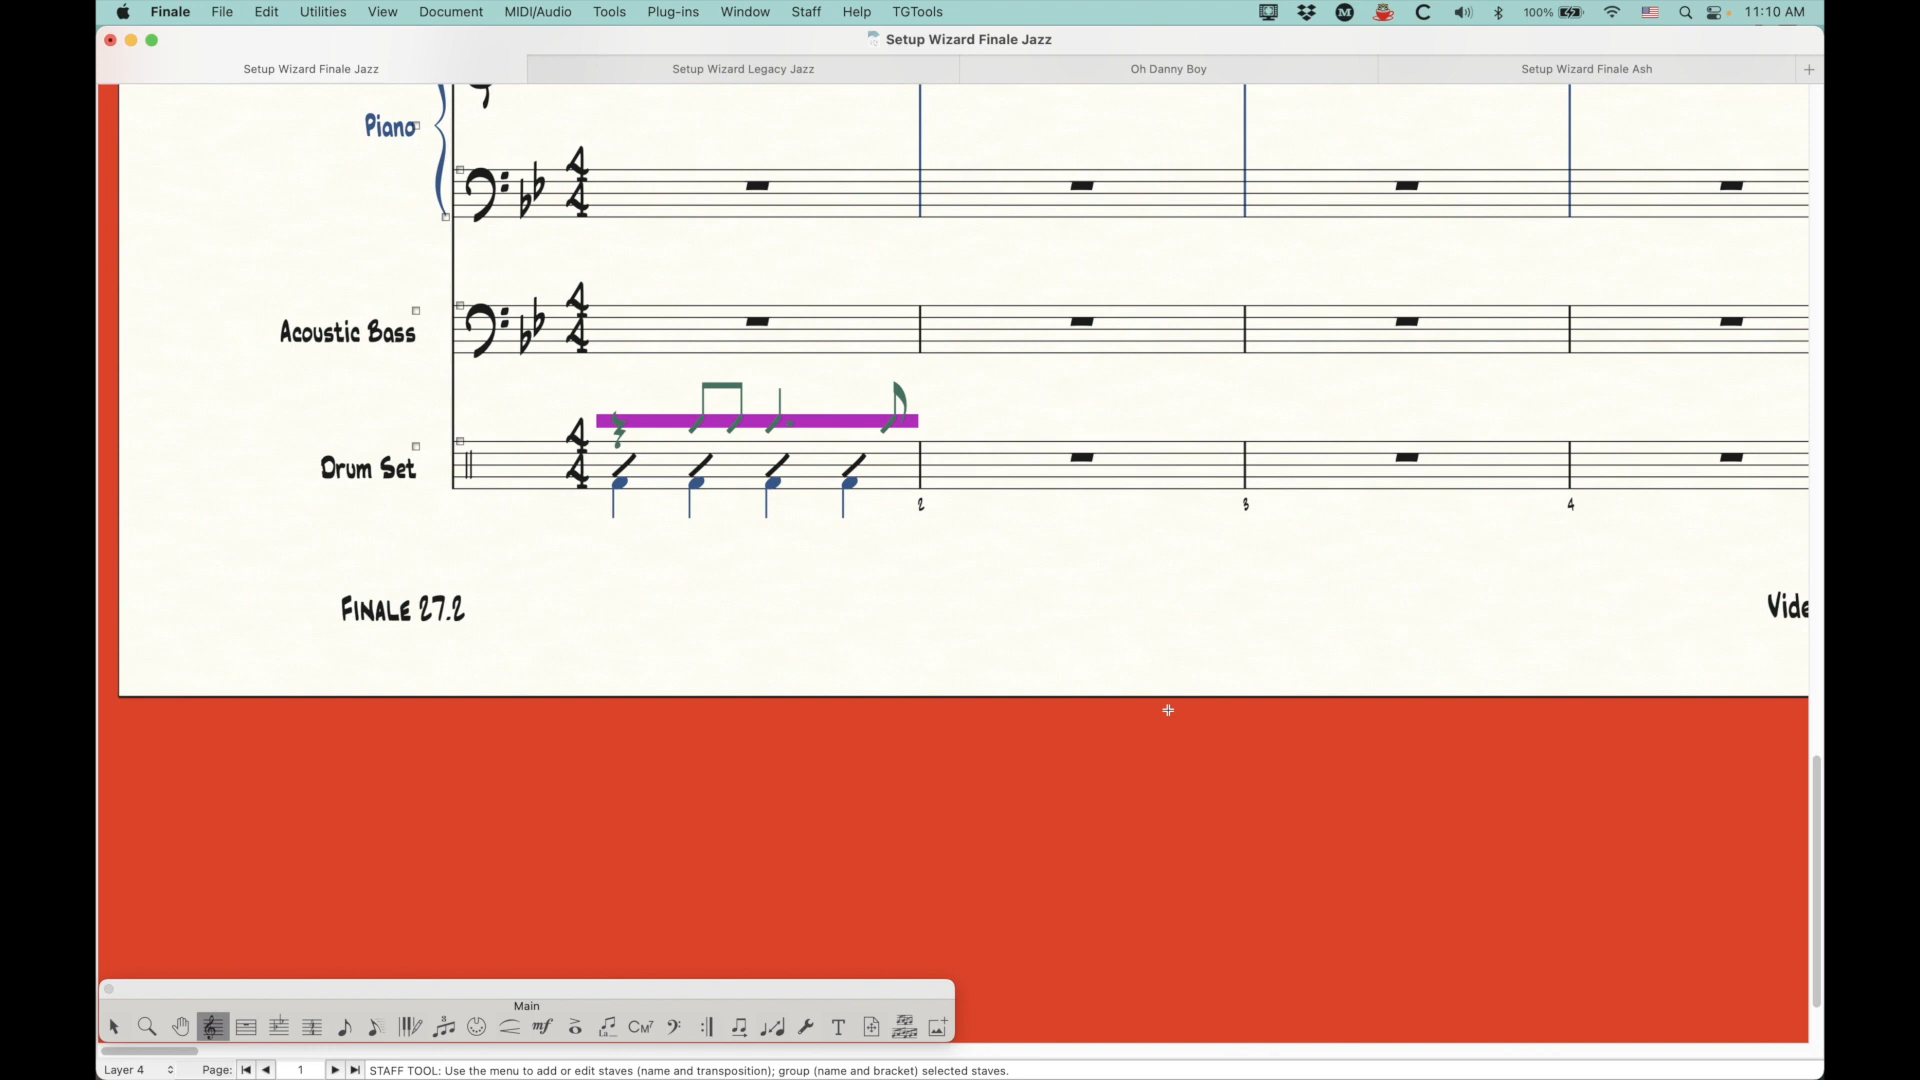 Finale File Edit Utilities View Document MIDI/Audio Tools Plug-ins Window Staff Help TGTools 100% 11:10 AM
Setup Wizard Finale Jazz
Setup Wizard Finale Jazz Setup Wizard Legacy Jazz Oh Danny Boy Setup Wizard Finale Ash
Piano
Acoustic Bass
Drum Set
2 3 4
FINALE 27.2
Vide
Main
CM7
mf
Layer 4 Page: 1 STAFF TOOL: Use the menu to add or edit staves (name and transposition); group (name and bracket) selected staves.